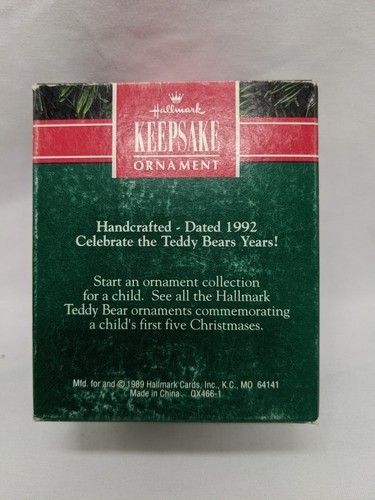 Hallmark
KEEPSAKE
ORNAMENT
Handcrafted - Dated 1992
Celebrate the Teddy Bears Years!
Start an ornament collection
for a child. See all the Hallmark
Teddy Bear ornaments commemorating
a child's first five Christmases.
Mfd. for and © 1989 Hallmark Cards, Inc., K.C., MO 64141
Made in China QX466-1